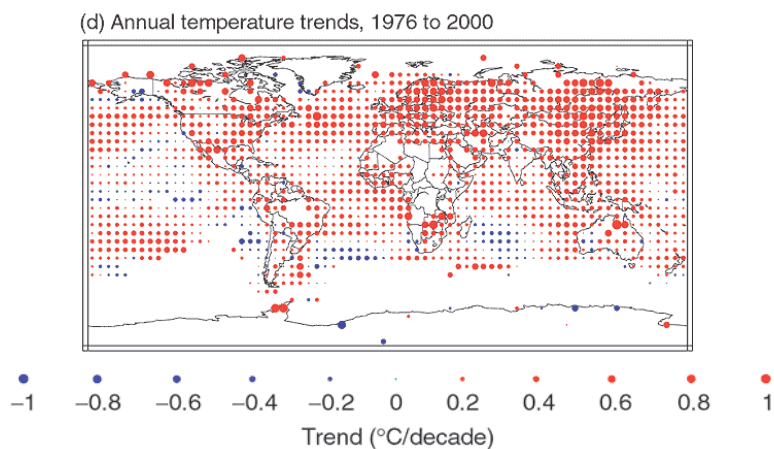 (d) Annual temperature trends, 1976 to 2000
−1 −0.8 −0.6 −0.4 −0.2 0 0.2 0.4 0.6 0.8 1
Trend (°C/decade)